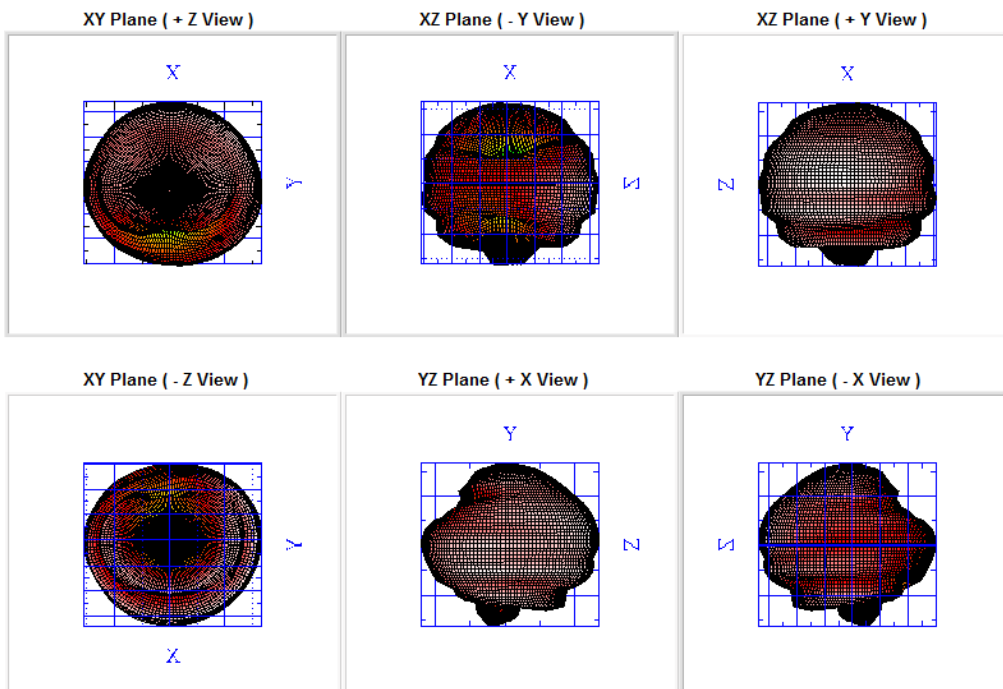 XY Plane ( + Z View )
XZ Plane ( - Y View )
XZ Plane ( + Y View )
X
X
X
Y
Z
Z
XY Plane ( - Z View )
YZ Plane ( + X View )
YZ Plane ( - X View )
Y
Y
Y
Z
Z
X